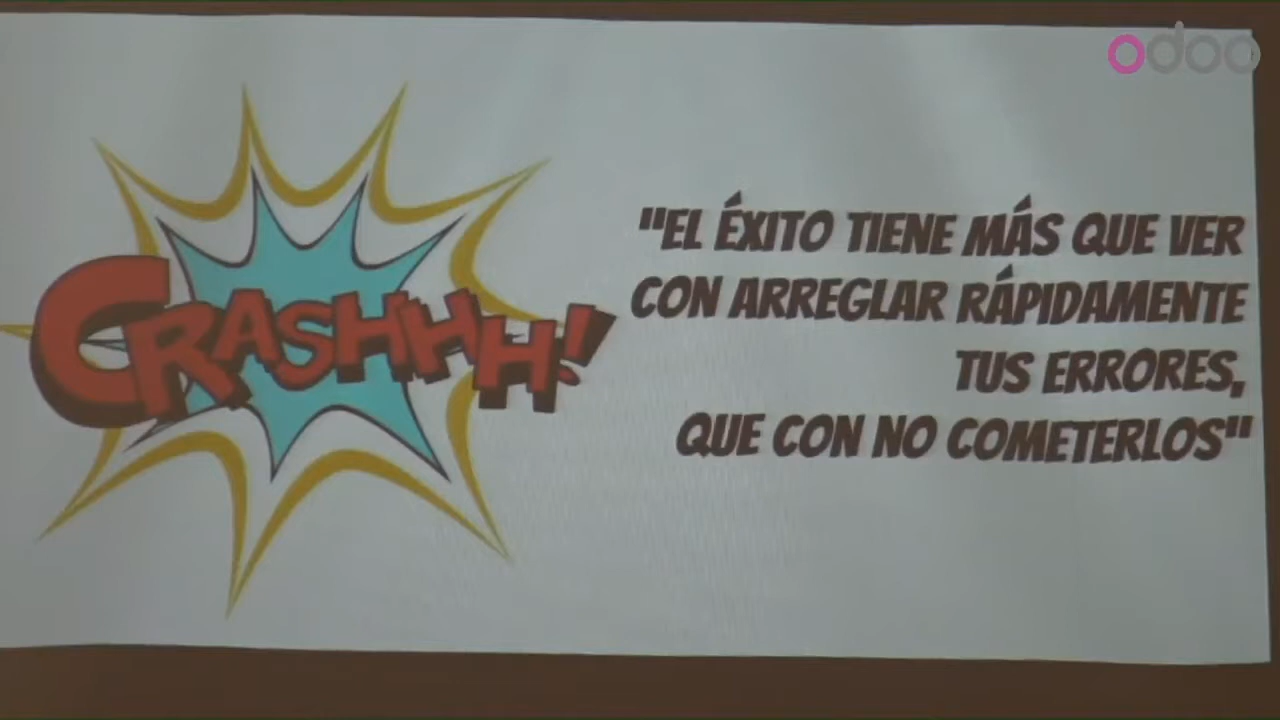 odoo
CRASHHH!
"EL ÉXITO TIENE MÁS QUE VER
CON ARREGLAR RÁPIDAMENTE
TUS ERRORES,
QUE CON NO COMETERLOS"